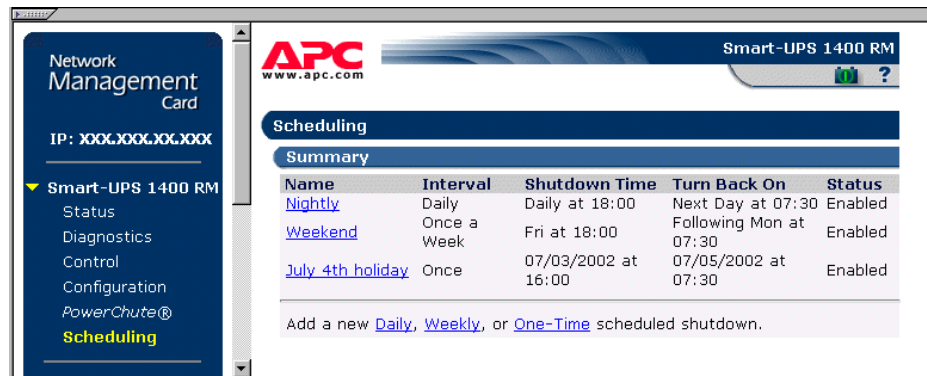 Network
Management
Card
IP: XXX.XXX.XX.XXX
Smart-UPS 1400 RM
Status
Diagnostics
Control
Configuration
PowerChute®
Scheduling
APC
www.apc.com
Smart-UPS 1400 RM
?
Scheduling
Summary
Name Interval Shutdown Time Turn Back On Status
Nightly Daily Daily at 18:00 Next Day at 07:30 Enabled
Weekend Once a Week Fri at 18:00 Following Mon at 07:30 Enabled
July 4th holiday Once 07/03/2002 at 16:00 07/05/2002 at 07:30 Enabled
Add a new Daily, Weekly, or One-Time scheduled shutdown.